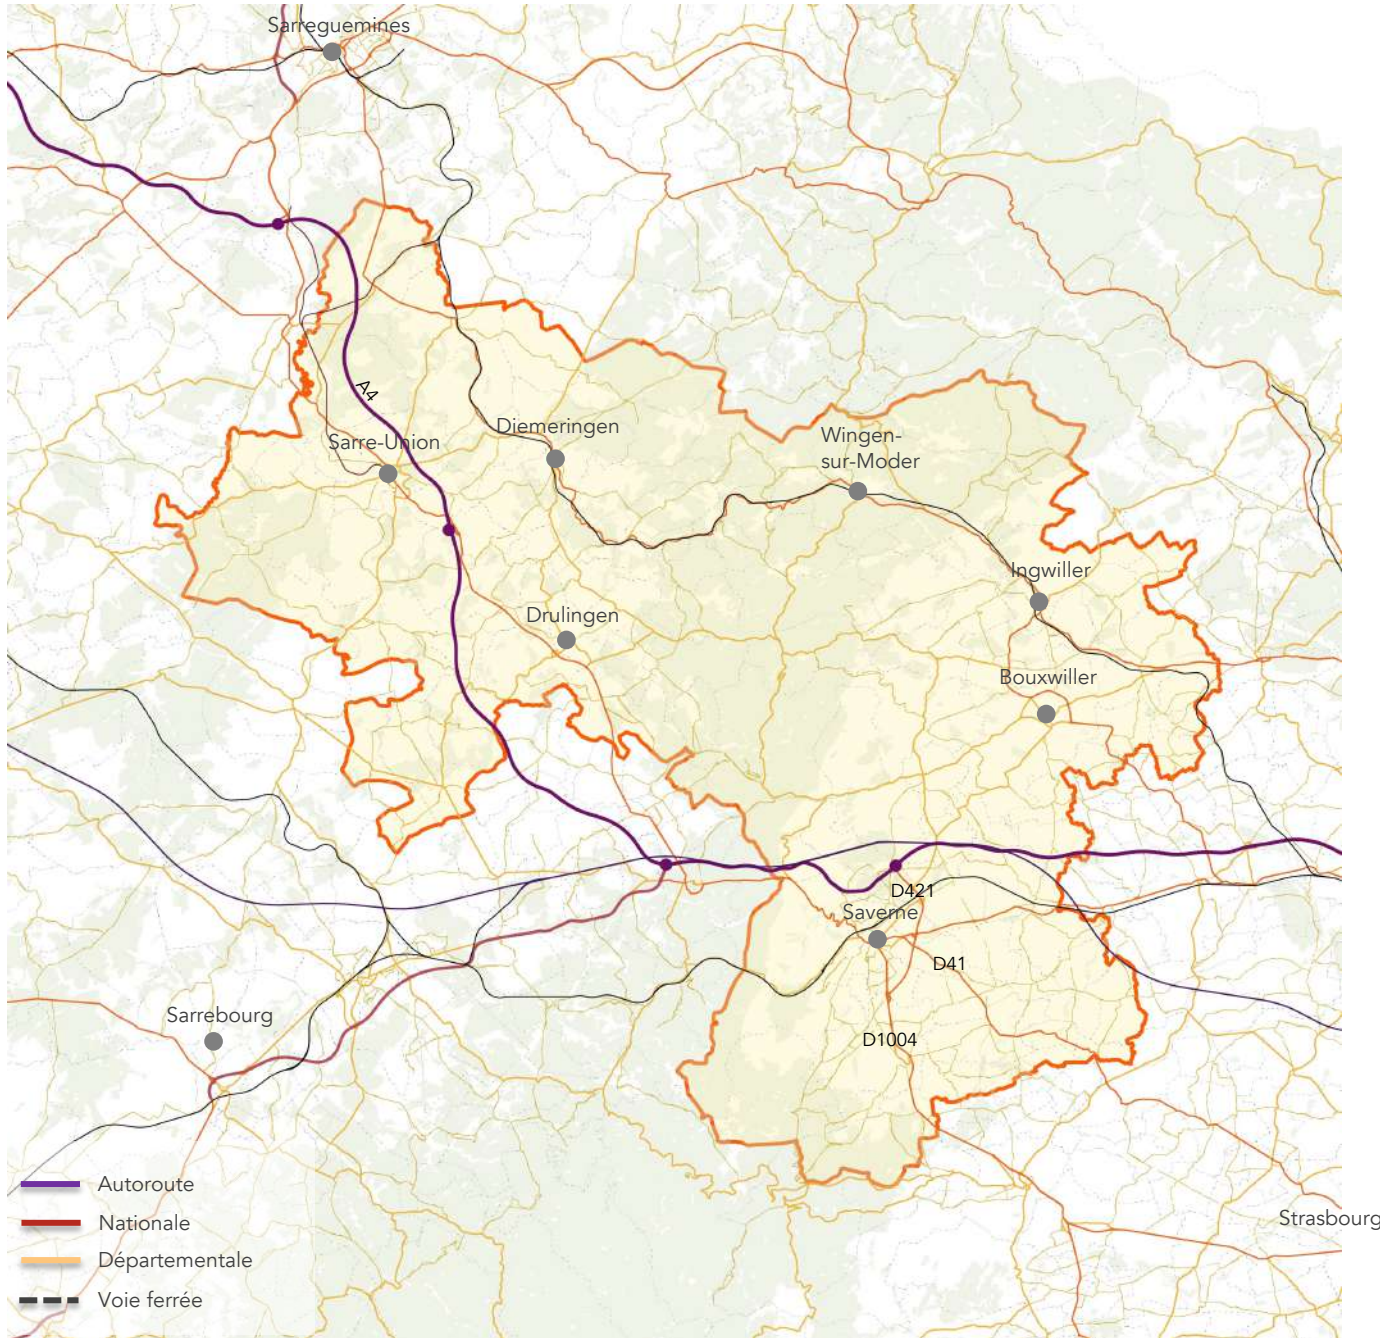 Sarreguemines
A4
Diemeringen
Sarre-Union
Wingen-
sur-Moder
Ingwiller
Drulingen
Bouxwiller
D421
Saverne
D41
Sarrebourg
D1004
Autoroute
Nationale
Départementale
Voie ferrée
Strasbourg